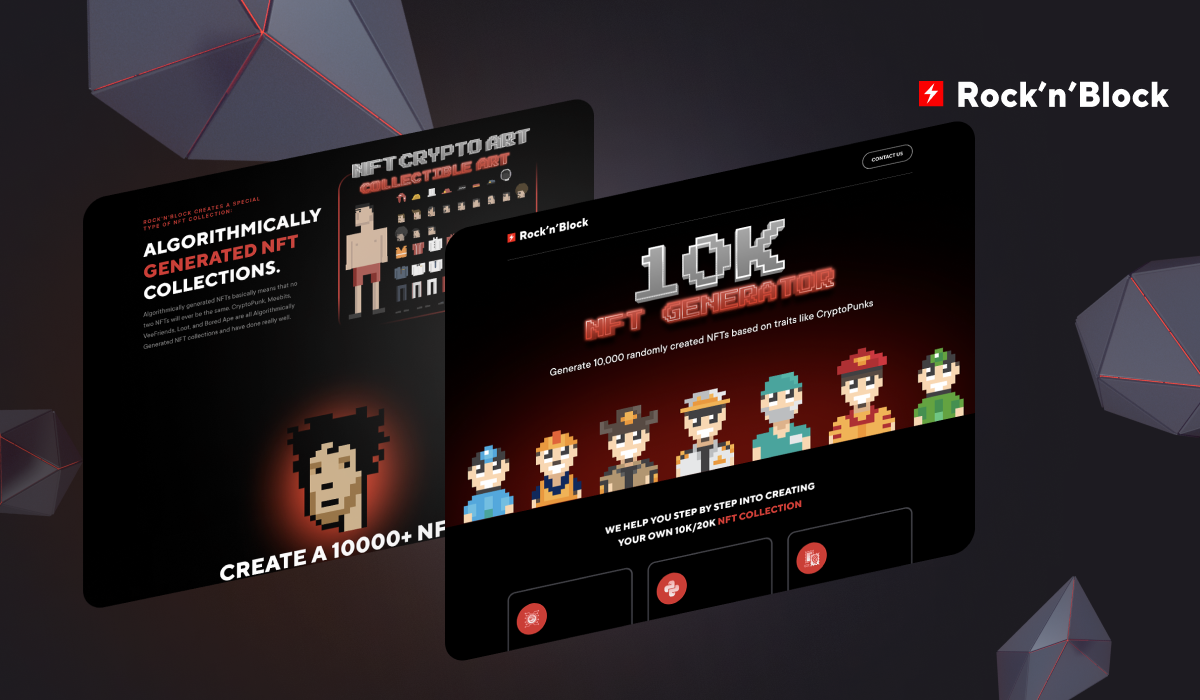 Rock'n'Block
NFT CRYPTO ART
COLLECTIBLE ART
ROCK'N'BLOCK CREATES A SPECIAL
TYPE OF NFT COLLECTION:
ALGORITHMICALLY
GENERATED NFT
COLLECTIONS.
Algorithmically generated NFTs basically means that no
two NFTs will ever be the same. CryptoPunk, Meebits,
VeeFriends, Loot, and Bored Ape are all Algorithmically
Generated NFT collections and have done really well.
CREATE A 10000+ NF
CONTACT US
Rock'n'Block
10K
NFT GENERATOR
Generate 10,000 randomly created NFTs based on traits like CryptoPunks
WE HELP YOU STEP BY STEP INTO CREATING
YOUR OWN 10K/20K NFT COLLECTION